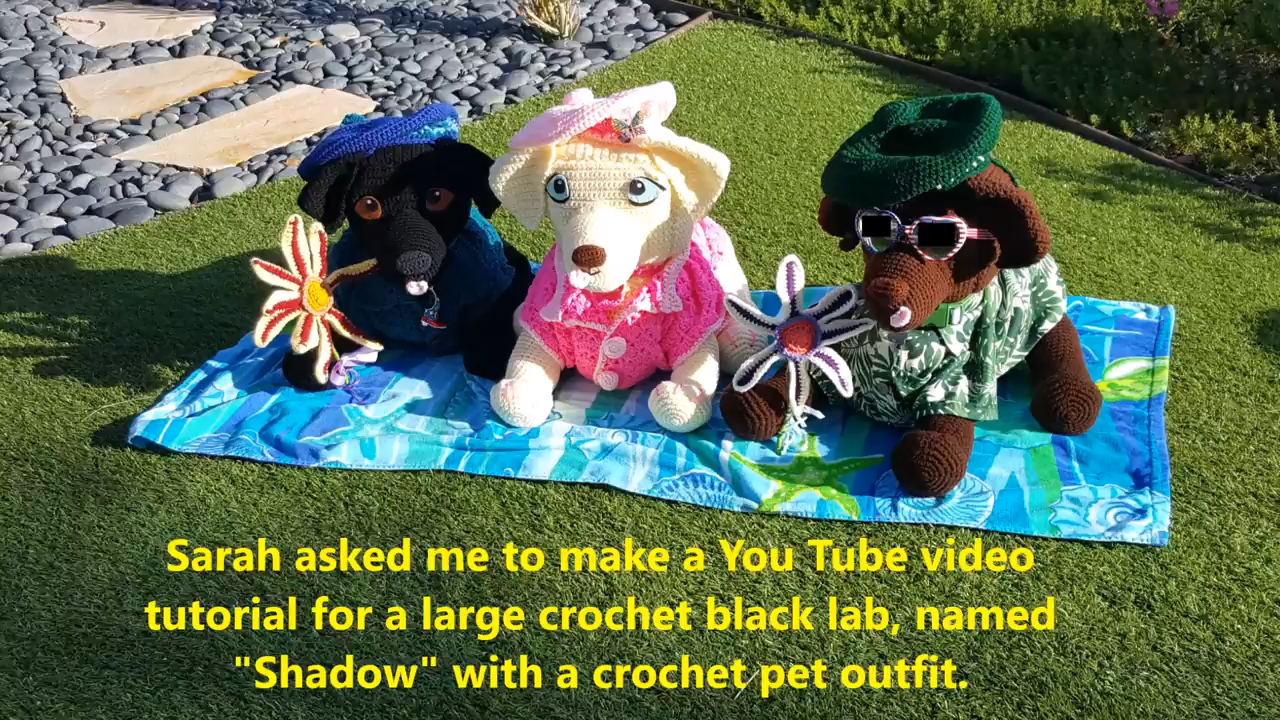 Sarah asked me to make a You Tube video
tutorial for a large crochet black lab, named
"Shadow" with a crochet pet outfit.